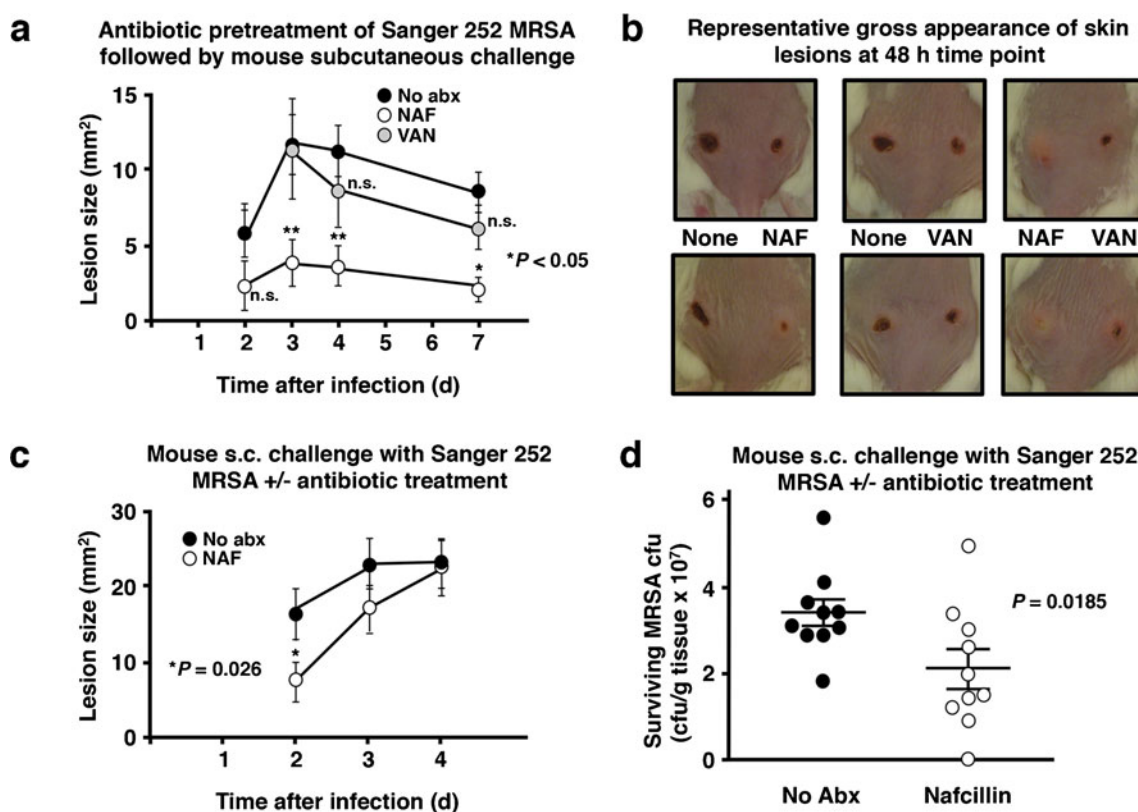 a
Antibiotic pretreatment of Sanger 252 MRSA
followed by mouse subcutaneous challenge
15
10
5
0
Lesion size (mm²)
No abx
NAF
VAN
n.s.
n.s.
**
**
*
n.s.
*P < 0.05
1 2 3 4 5 6 7
Time after infection (d)
b
Representative gross appearance of skin
lesions at 48 h time point
None NAF
None VAN
NAF VAN
c
Mouse s.c. challenge with Sanger 252
MRSA +/- antibiotic treatment
30
20
10
0
Lesion size (mm²)
No abx
NAF
*
*P = 0.026
1 2 3 4
Time after infection (d)
d
Mouse s.c. challenge with Sanger 252
MRSA +/- antibiotic treatment
6
4
2
0
Surviving MRSA cfu
(cfu/g tissue x 10⁷)
P = 0.0185
No Abx Nafcillin